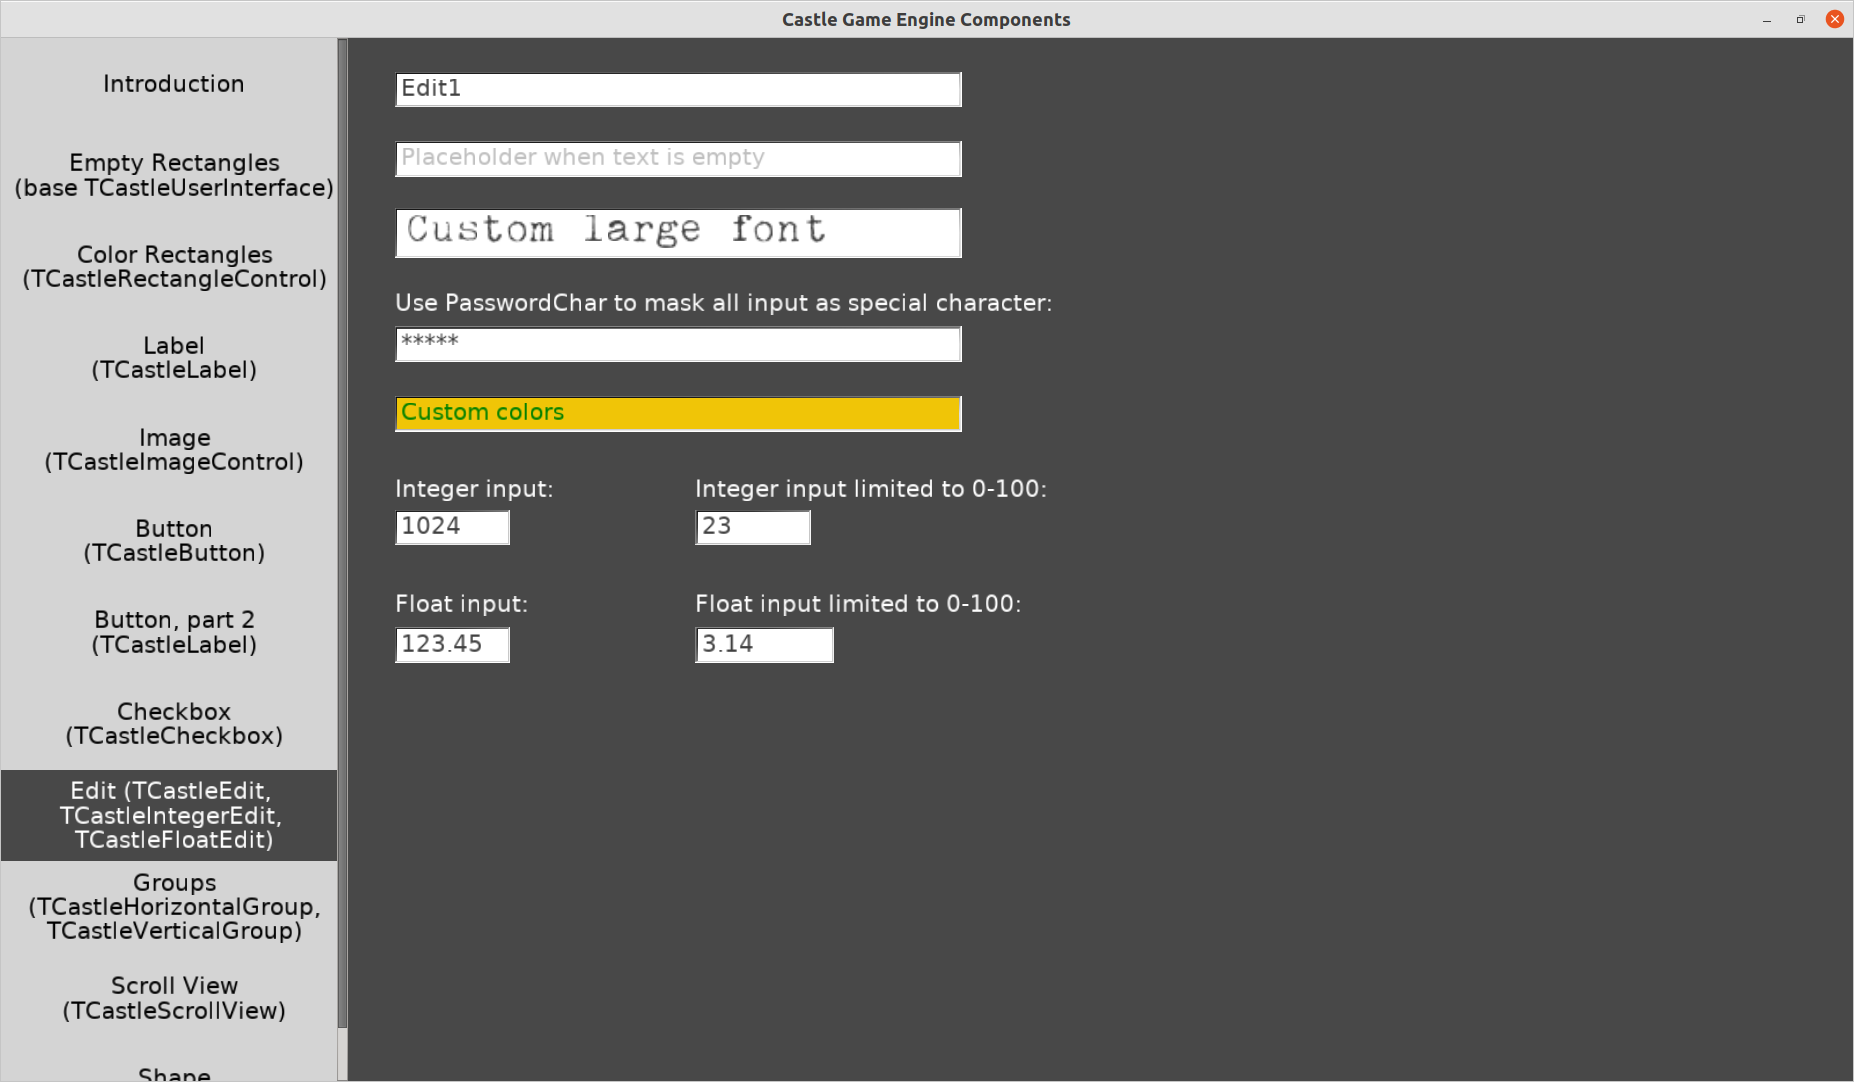 Castle Game Engine Components
Introduction
Empty Rectangles
(base TCastleUserInterface)
Color Rectangles
(TCastleRectangleControl)
Label
(TCastleLabel)
Image
(TCastleImageControl)
Button
(TCastleButton)
Button, part 2
(TCastleLabel)
Checkbox
(TCastleCheckbox)
Edit (TCastleEdit,
TCastleIntegerEdit,
TCastleFloatEdit)
Groups
(TCastleHorizontalGroup,
TCastleVerticalGroup)
Scroll View
(TCastleScrollView)
Shape
Edit1
Placeholder when text is empty
Custom large font
Use PasswordChar to mask all input as special character:
*****
Custom colors
Integer input:
Integer input limited to 0-100:
1024
23
Float input:
Float input limited to 0-100:
123.45
3.14